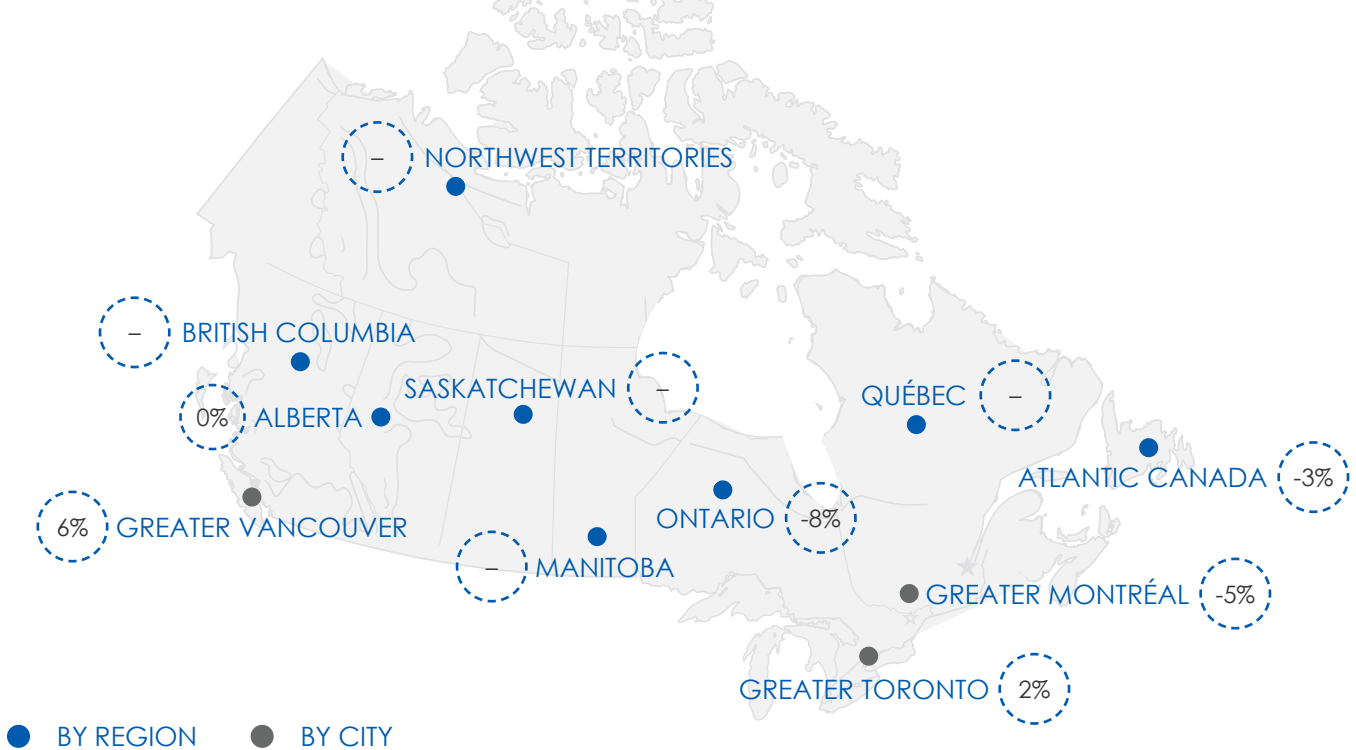 – NORTHWEST TERRITORIES
– BRITISH COLUMBIA
SASKATCHEWAN –
QUÉBEC –
0% ALBERTA
ATLANTIC CANADA -3%
ONTARIO -8%
6% GREATER VANCOUVER
– MANITOBA
GREATER MONTRÉAL -5%
GREATER TORONTO 2%
BY REGION BY CITY